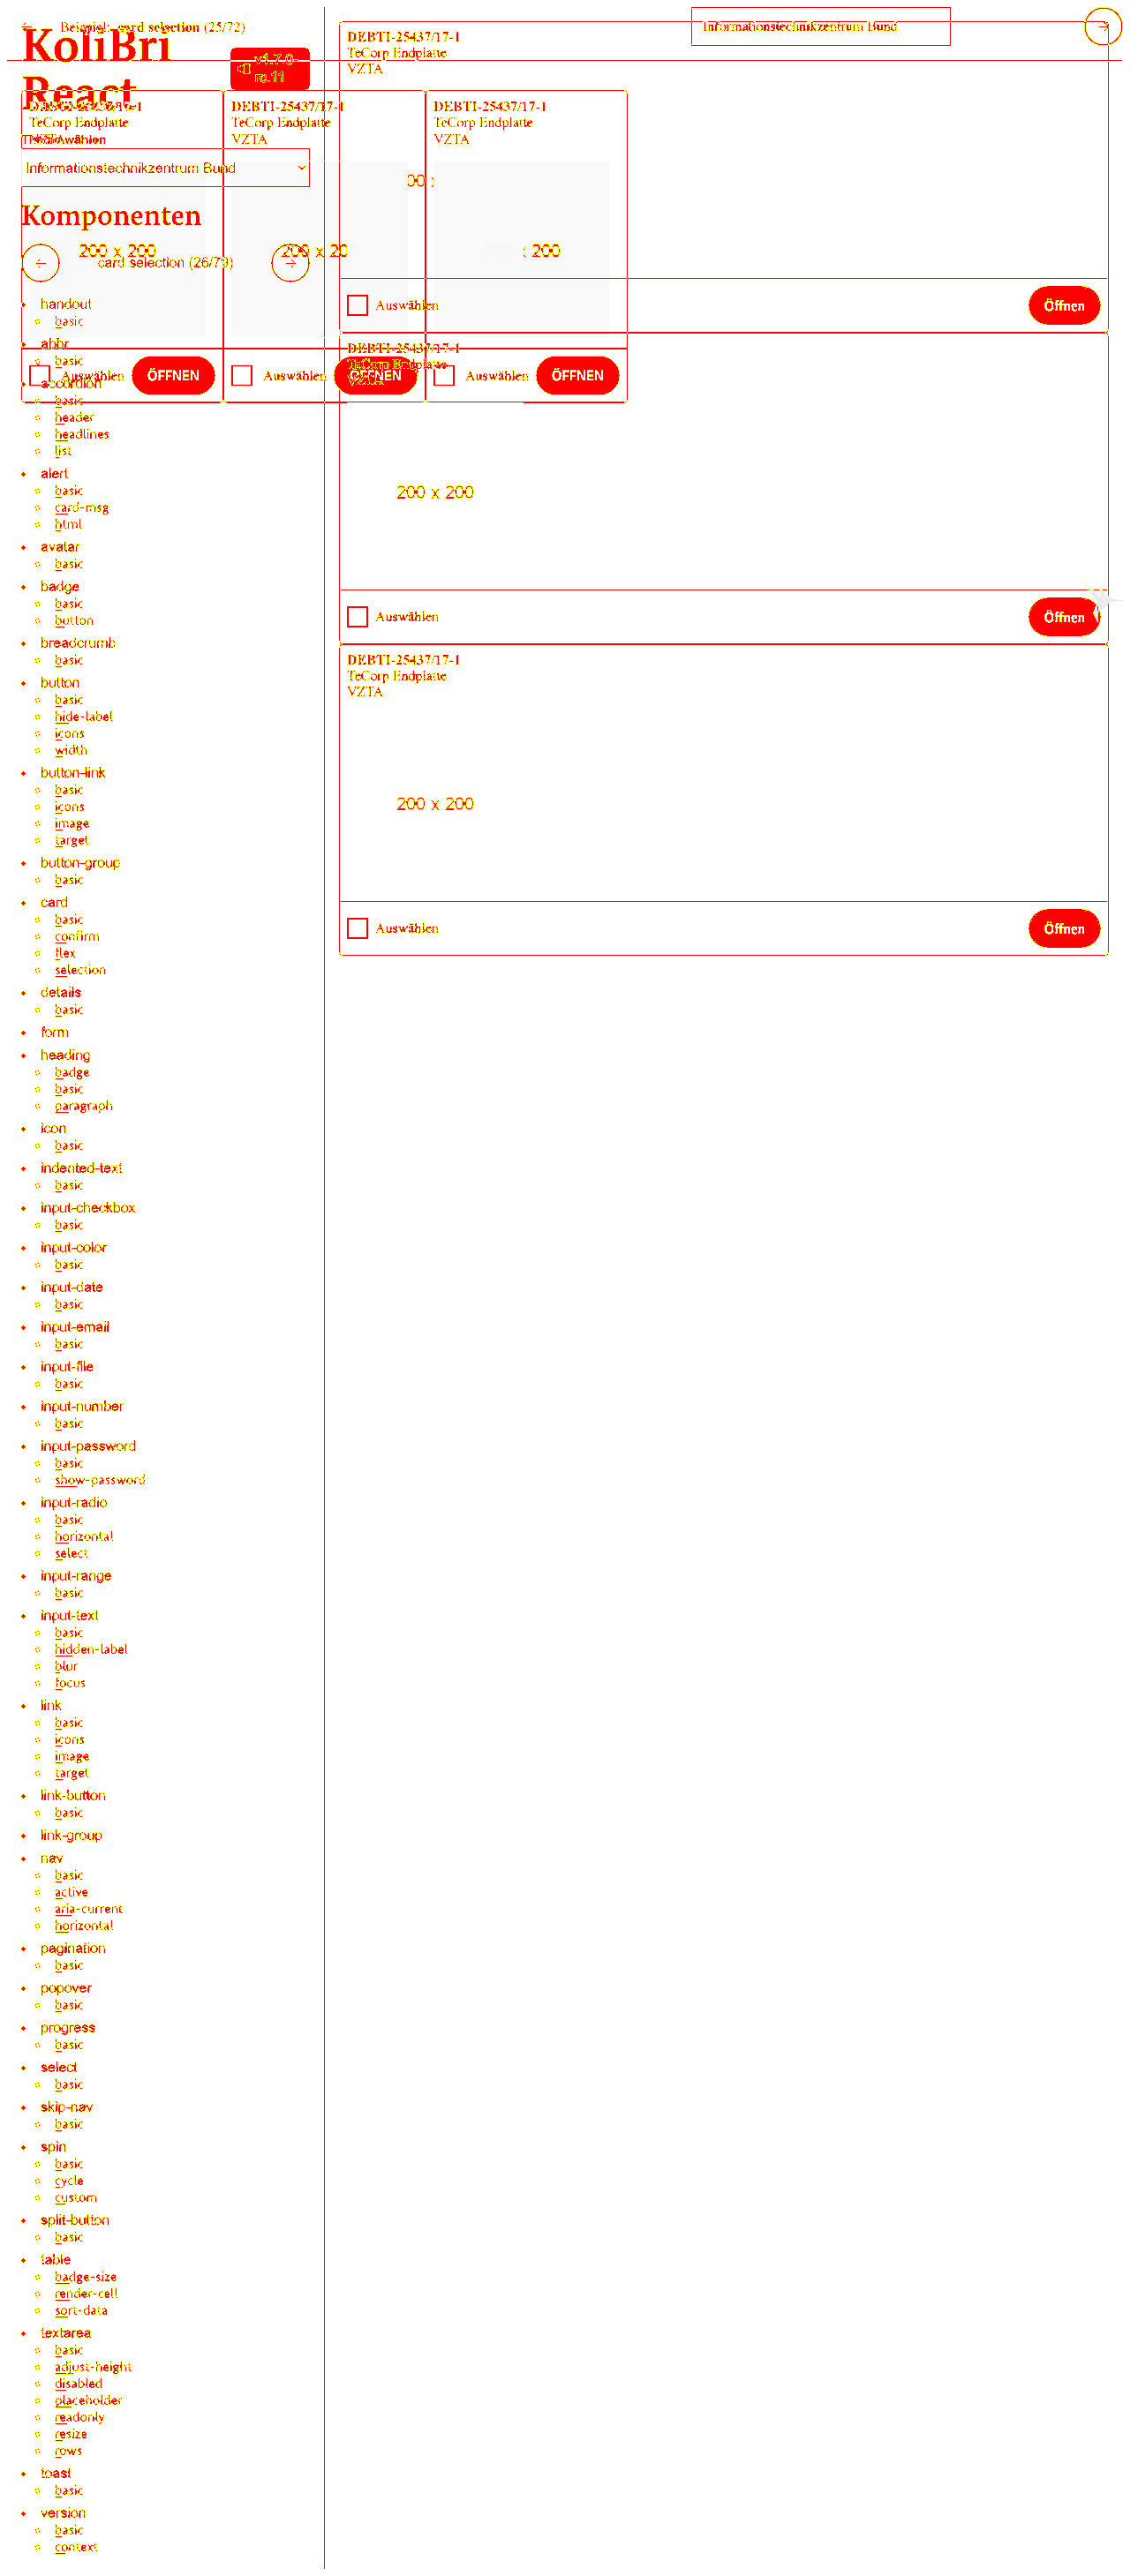 Beispiel: card selection (25/72)
Informationstechnikzentrum Bund
KoliBri
React
v1.7.0-
DEBTI-25437/17-1
TeCorp Endplatte
VZTA
DEBTI-25437/17-1
TeCorp Endplatte
DEBTI-25437/17-1
TeCorp Endplatte
VZTA
DEBTI-25437/17-1
TeCorp Endplatte
VZTA
Informationstechnikzentrum Bund
Komponenten
200 x 200
200 x 20
: 200
card selection (26/79)
Auswählen
Öffnen
Auswählen
ÖFFNEN
Auswählen
ÖFFNEN
Auswählen
ÖFFNEN
DEBTI-25437/17-1
TeCorp Endplatte
VZTA
200 x 200
Auswählen
Öffnen
DEBTI-25437/17-1
TeCorp Endplatte
VZTA
200 x 200
Auswählen
Öffnen
handout
basic
abbr
basic
accordion
basic
header
headlines
list
alert
basic
card-msg
html
avatar
basic
badge
basic
button
breadcrumb
basic
button
basic
hide-label
icons
width
button-link
basic
icons
image
target
button-group
basic
card
basic
confirm
flex
selection
details
basic
form
heading
badge
basic
paragraph
icon
basic
indented-text
basic
input-checkbox
basic
input-color
basic
input-date
basic
input-email
basic
input-file
basic
input-number
basic
input-password
basic
show-password
input-radio
basic
horizontal
select
input-range
basic
input-text
basic
hidden-label
blur
focus
link
basic
icons
image
target
link-button
basic
link-group
nav
basic
active
aria-current
horizontal
pagination
basic
popover
basic
progress
basic
select
basic
skip-nav
basic
spin
basic
cycle
custom
split-button
basic
table
badge-size
render-cell
sort-data
textarea
basic
adjust-height
disabled
placeholder
readonly
resize
rows
toast
basic
version
basic
context